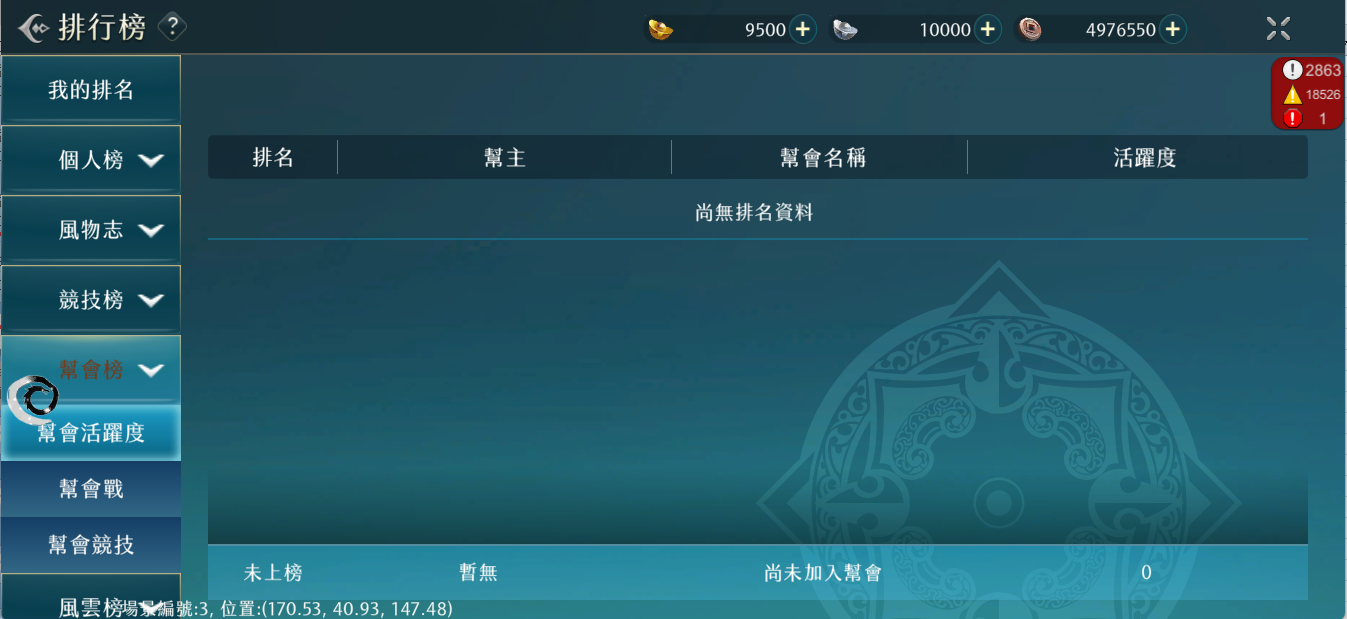 排行榜 ?
9500
10000
4976550
2863
18526
1
我的排名
個人榜
風物志
競技榜
幫會榜
幫會活躍度
幫會戰
幫會競技
風雲榜
排名 幫主 幫會名稱 活躍度
尚無排名資料
未上榜 暫無 尚未加入幫會 0
場景編號:3, 位置:(170.53, 40.93, 147.48)